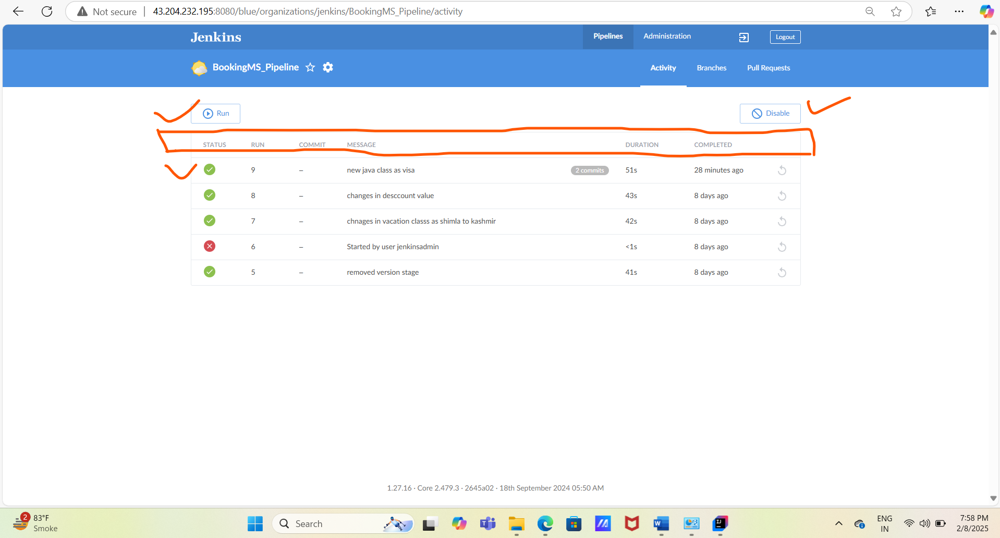 Not secure | 43.204.232.195:8080/blue/organizations/jenkins/BookingMS_Pipeline/activity
Jenkins Pipelines Administration Logout
BookingMS_Pipeline Activity Branches Pull Requests
Run Disable
STATUS RUN COMMIT MESSAGE DURATION COMPLETED
9 – new java class as visa 2 commits 51s 28 minutes ago
8 – changes in desccount value 43s 8 days ago
7 – chnages in vacation classs as shimla to kashmir 42s 8 days ago
6 – Started by user jenkinsadmin <1s 8 days ago
5 – removed version stage 41s 8 days ago
1.27.16 · Core 2.479.3 · 2645a02 · 18th September 2024 05:50 AM
2 83°F Smoke
Search
ENG IN
7:58 PM
2/8/2025